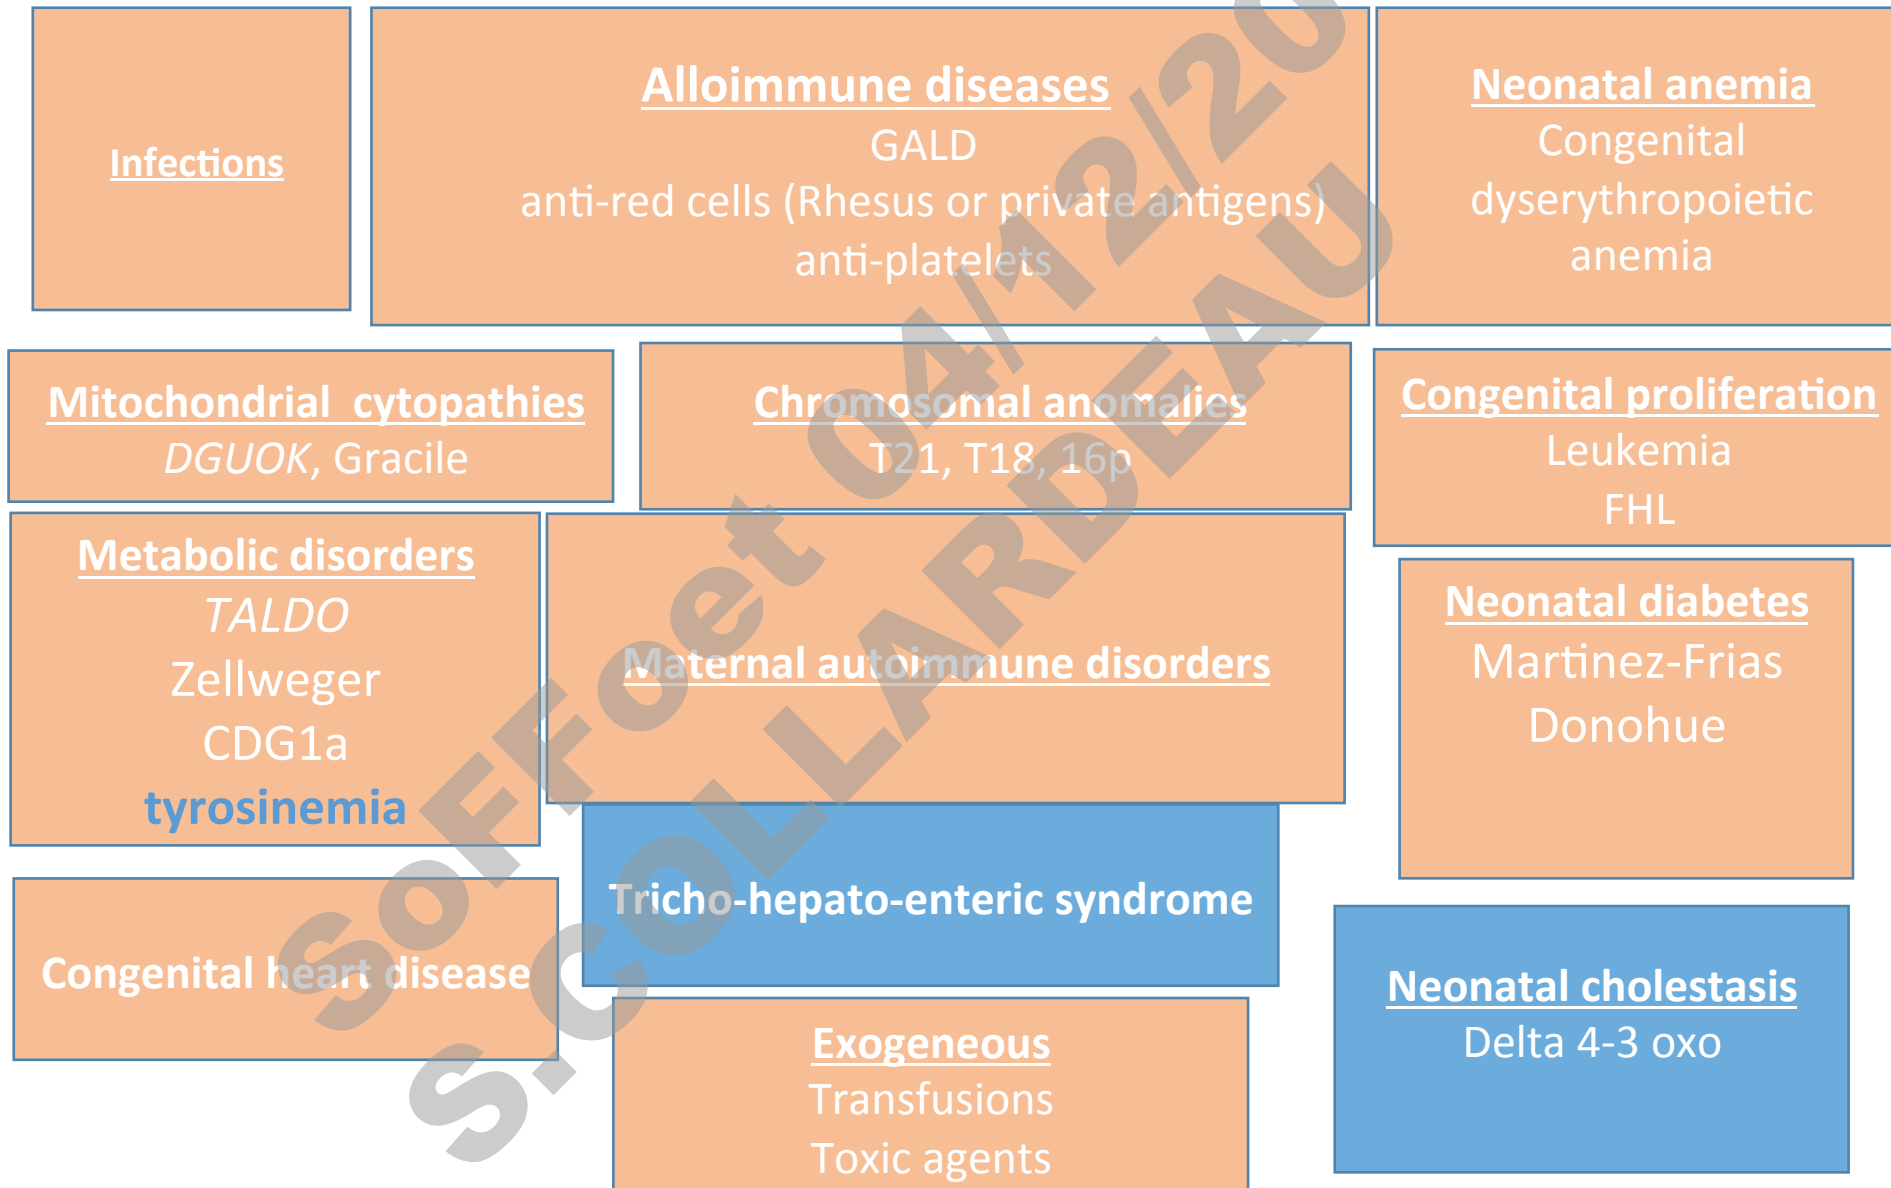 Infections
Alloimmune diseases
GALD
anti-red cells (Rhesus or private antigens)
anti-platelets
Neonatal anemia
Congenital
dyserythropoietic
anemia
Mitochondrial cytopathies
DGUOK, Gracile
Chromosomal anomalies
T21, T18, 16p
Congenital proliferation
Leukemia
FHL
Metabolic disorders
TALDO
Zellweger
CDG1a
tyrosinemia
Maternal autoimmune disorders
Neonatal diabetes
Martinez-Frias
Donohue
Tricho-hepato-enteric syndrome
Congenital heart disease
Neonatal cholestasis
Delta 4-3 oxo
Exogeneous
Transfusions
Toxic agents
SoFFoet 04/12/20
S.COLLARDEAU